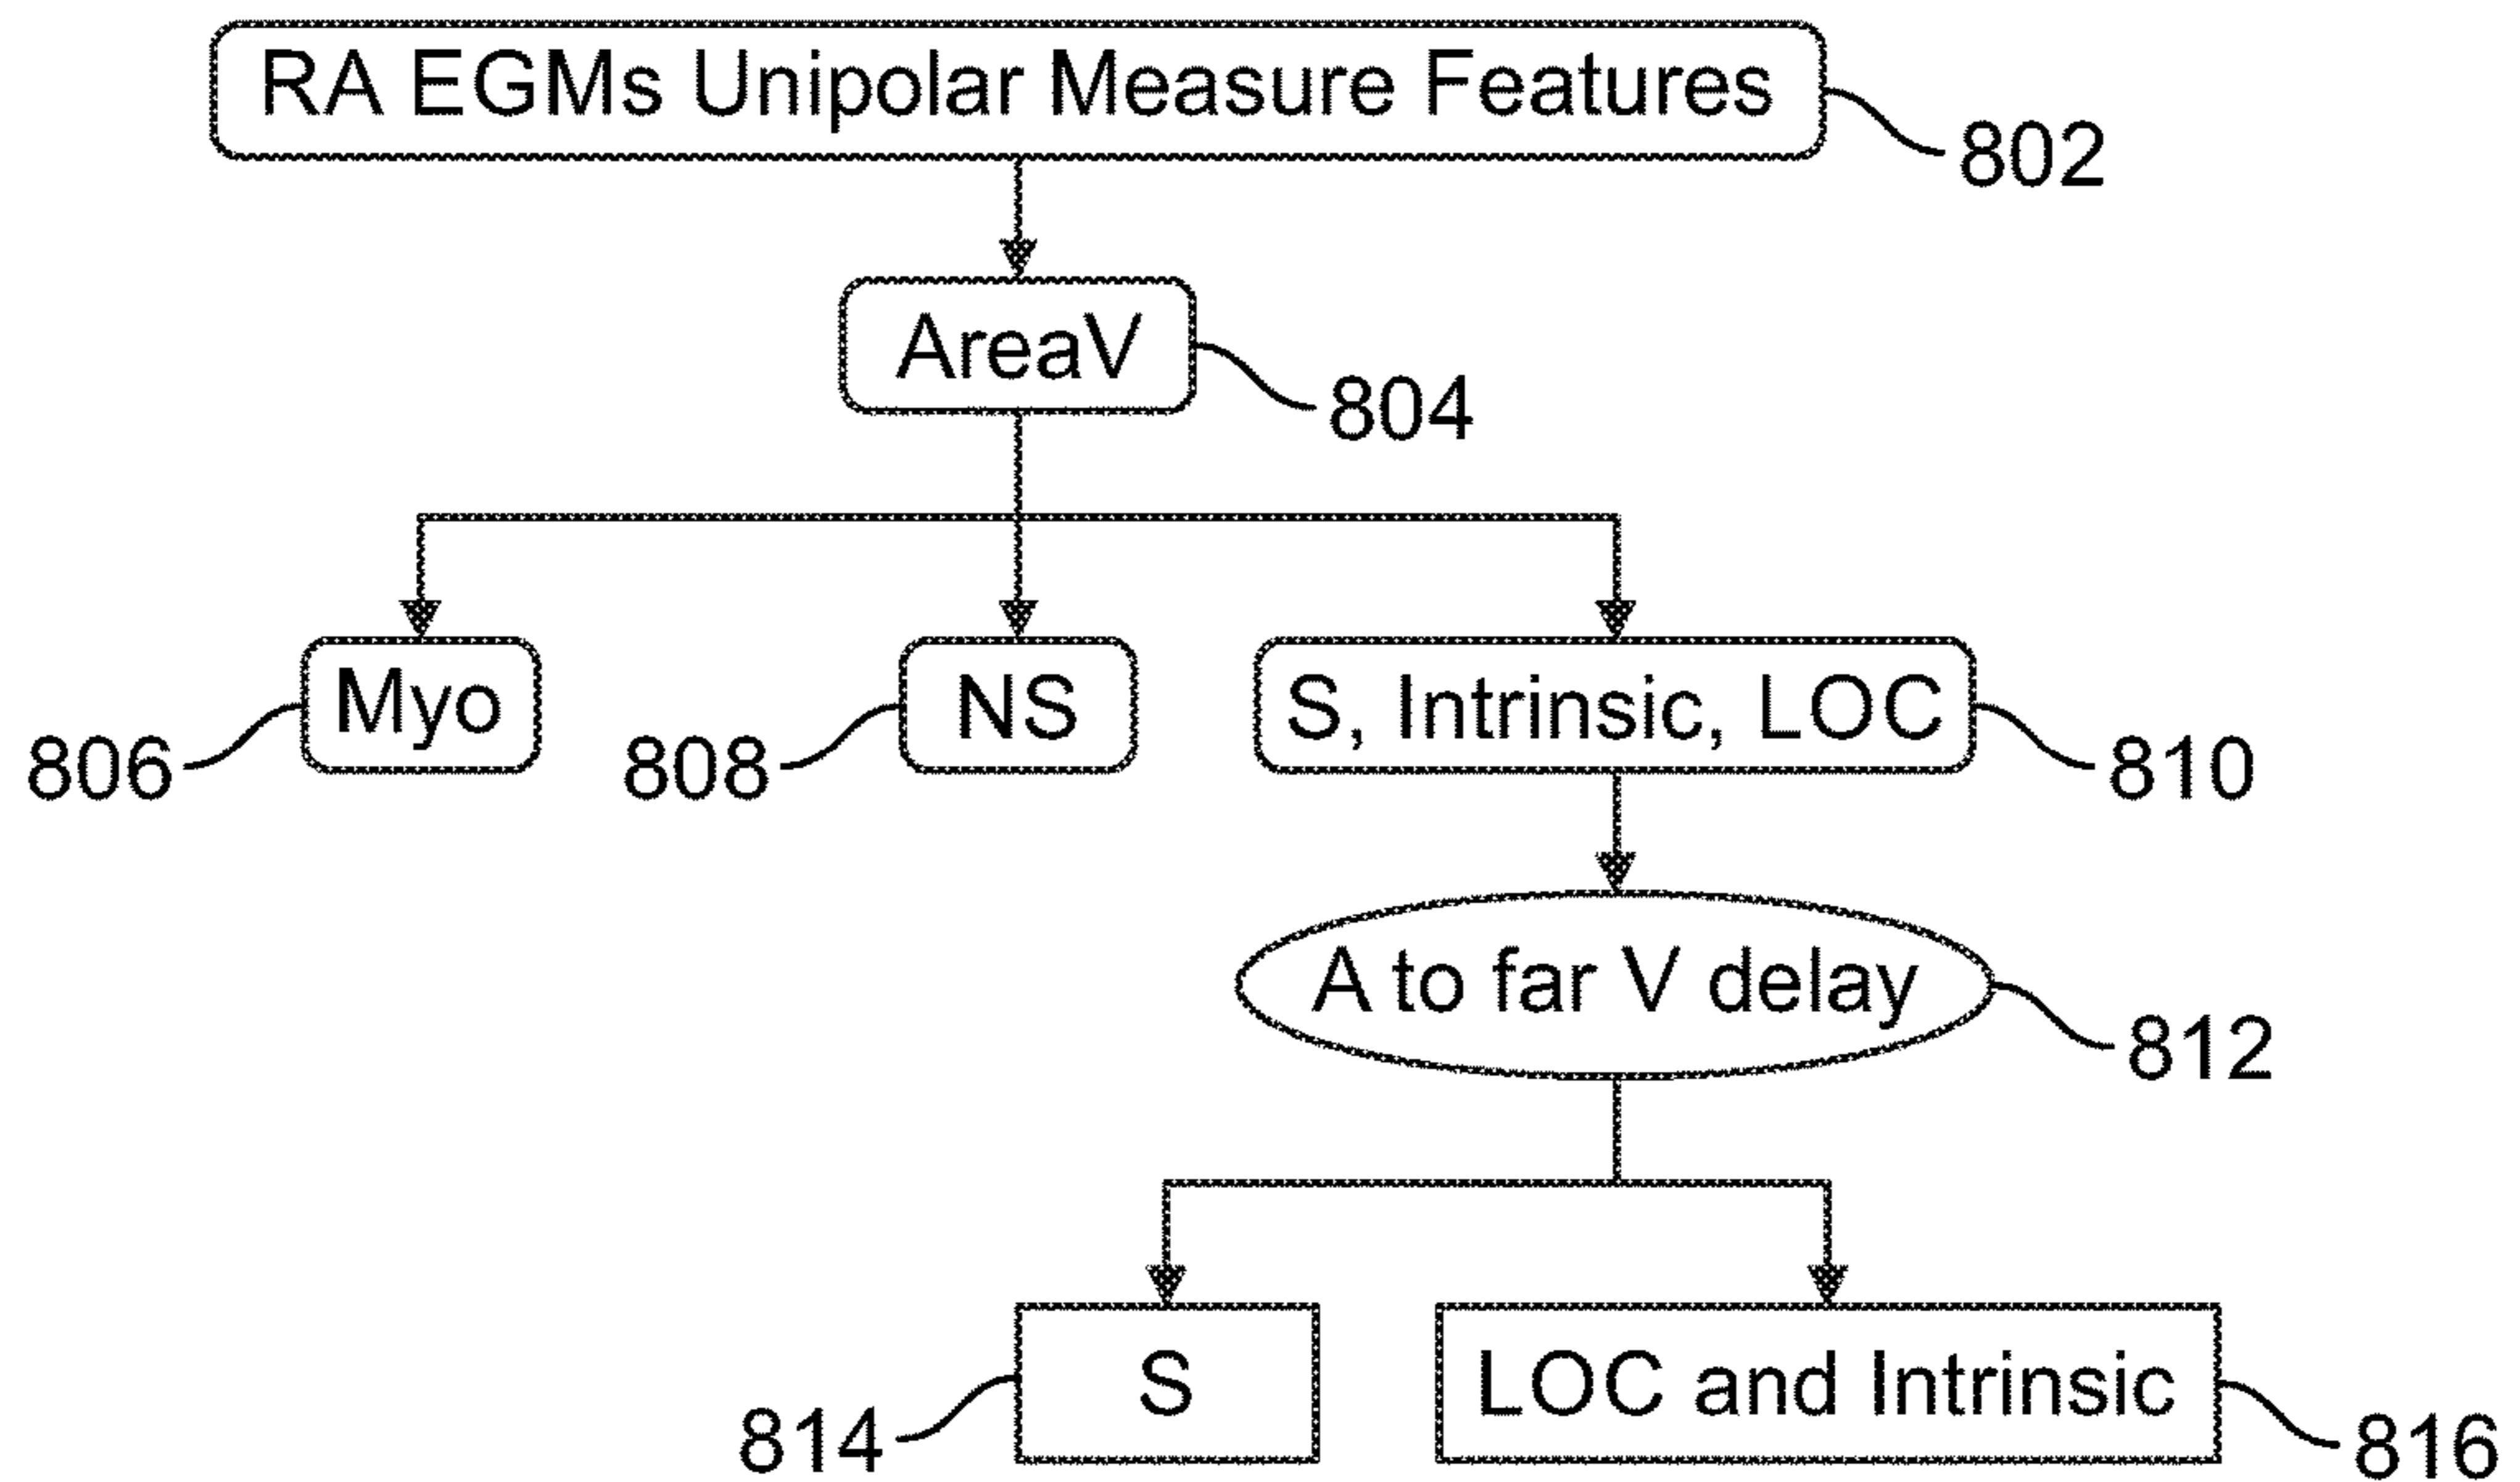 RA EGMs Unipolar Measure Features
802
AreaV
804
Myo
NS
S, Intrinsic, LOC
806
808
810
A to far V delay
812
S
LOC and Intrinsic
814
816